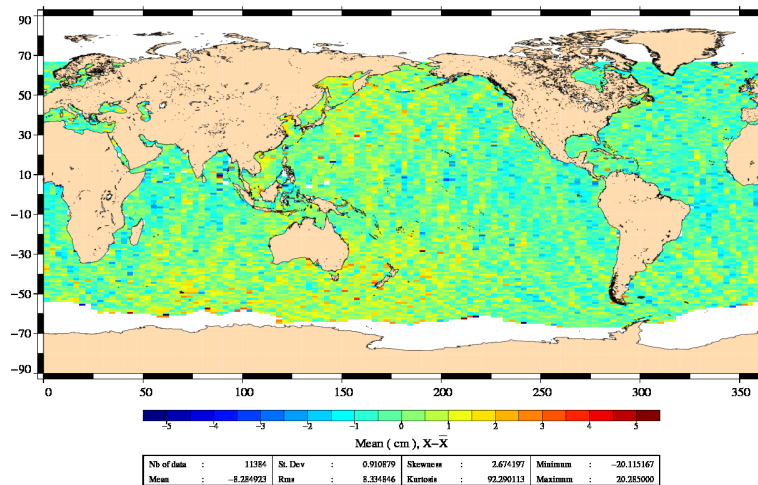 90
70
50
30
10
−10
−30
−50
−70
−90
0 50 100 150 200 250 300 350
−5 −4 −3 −2 −1 0 1 2 3 4 5
Mean ( cm ), X−X̄
Nb of data : 11384 St. Dev : 0.910879 Skewness : 2.674197 Minimum : −20.115167
Mean : −8.284923 Rms : 8.334846 Kurtosis : 92.290113 Maximum : 20.285000